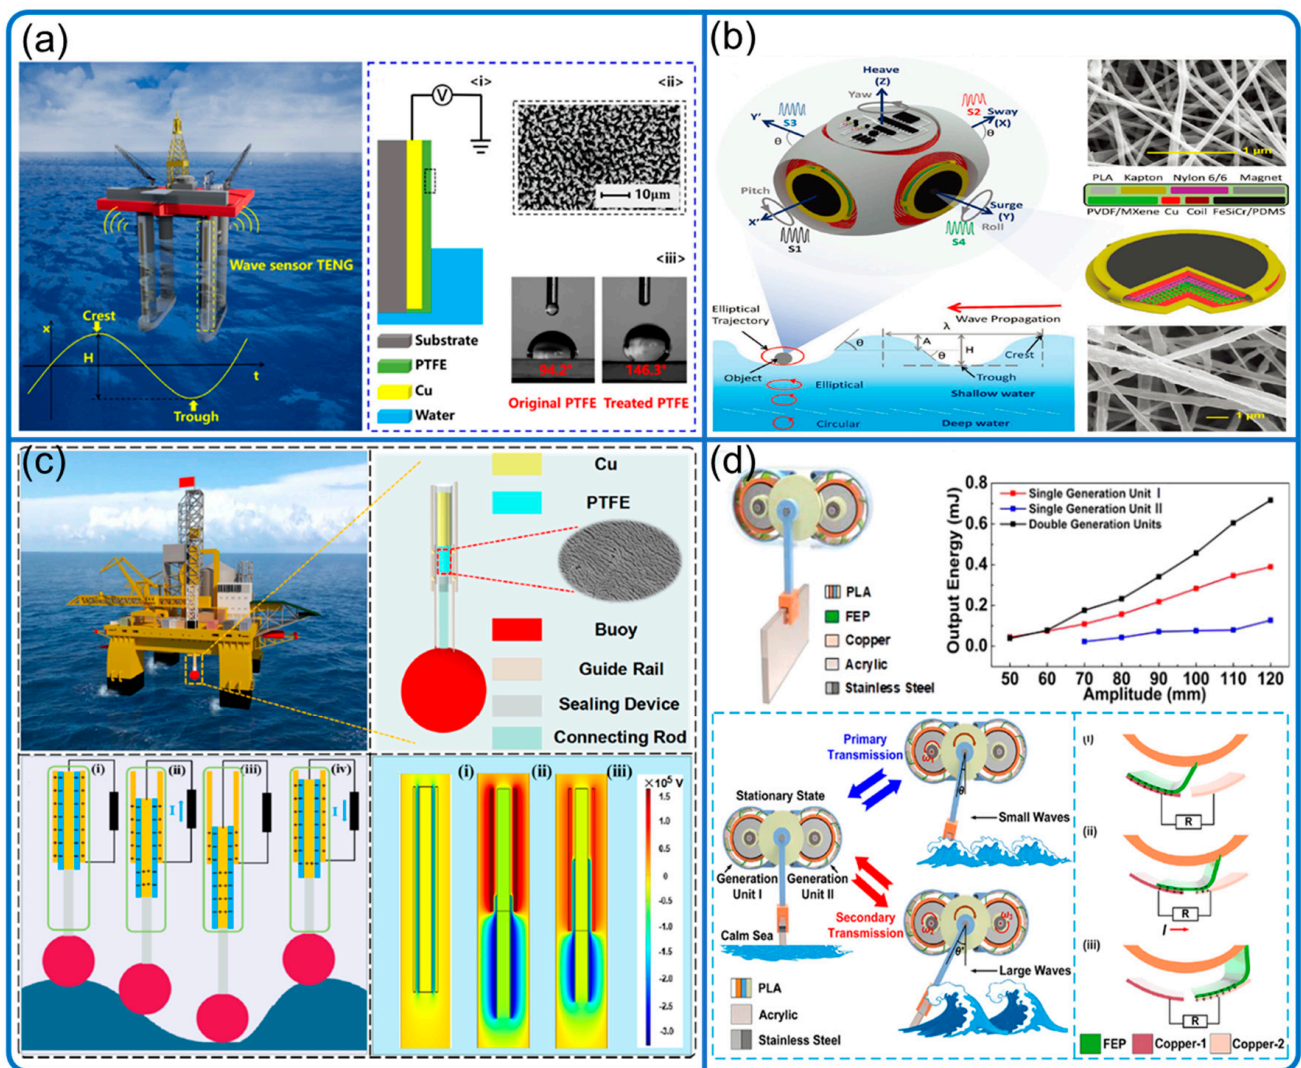 (a)
<i>
<ii>
V
10μm
Wave sensor TENG
<iii>
Crest
x
H
t
Trough
Substrate
PTFE
Cu
Water
94.2°
146.3°
Original PTFE
Treated PTFE
(b)
Heave
(Z)
Yaw
S2
Sway
(X)
θ
Y'
S3
θ
Pitch
X'
S1
Surge
(Y)
Roll
S4
1 μm
PLA Kapton Nylon 6/6 Magnet
PVDF/MXene Cu Coil FeSiCr/PDMS
Elliptical
Trajectory
Wave Propagation
λ
θ
A
H
θ
Crest
Object
Trough
Elliptical
Shallow water
Circular
Deep water
1 μm
(c)
Cu
PTFE
Buoy
Guide Rail
Sealing Device
Connecting Rod
(i)
(ii)
(iii)
(iv)
I
I
(i)
(ii)
(iii)
×10⁵ V
1.5
1.0
0.5
0.0
-0.5
-1.0
-1.5
-2.0
-2.5
-3.0
(d)
PLA
FEP
Copper
Acrylic
Stainless Steel
Output Energy (mJ)
0.8
0.6
0.4
0.2
0.0
Single Generation Unit I
Single Generation Unit II
Double Generation Units
50 60 70 80 90 100 110 120
Amplitude (mm)
Primary
Transmission
Stationary State
ω₁
θ
Small Waves
Generation
Unit I
Generation
Unit II
Secondary
Transmission
Calm Sea
ω₂
θ'
Large Waves
PLA
Acrylic
Stainless Steel
(i)
R
(ii)
R
I
(iii)
R
FEP Copper-1 Copper-2